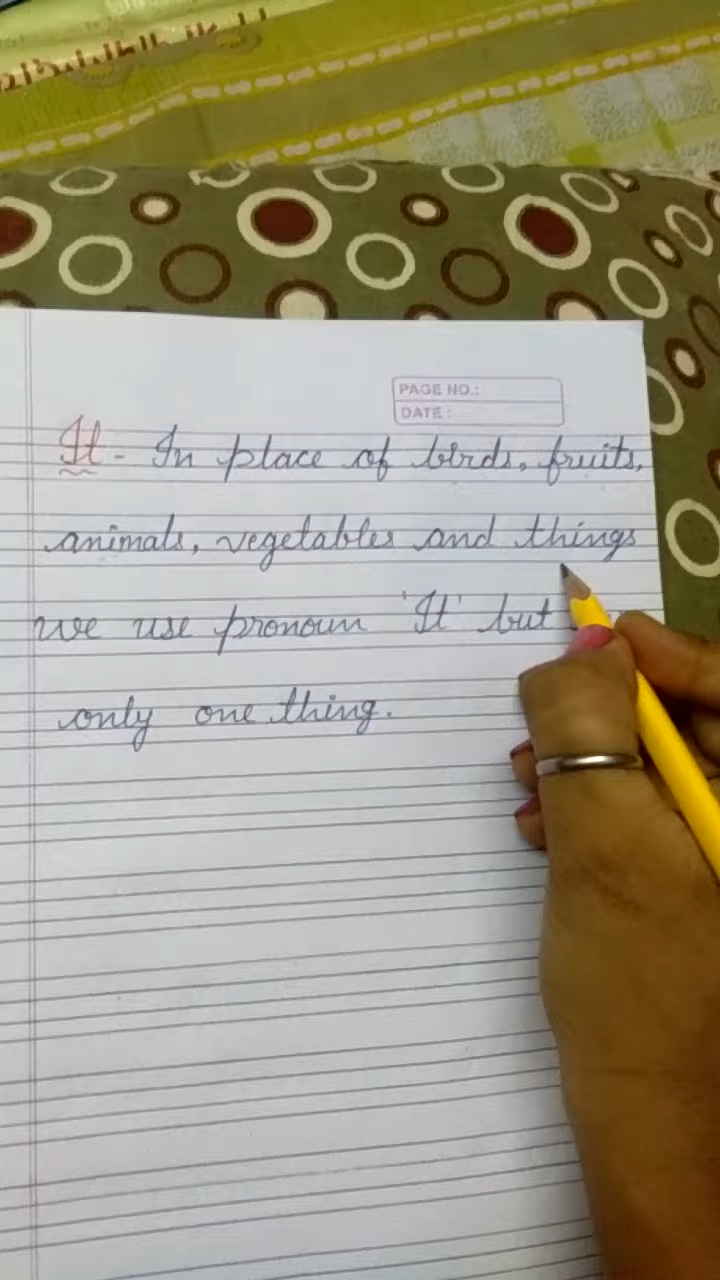 PAGE NO.:
DATE :
It - In place of birds, fruits,
animals, vegetables and things
we use pronoun 'It' but
only one thing.